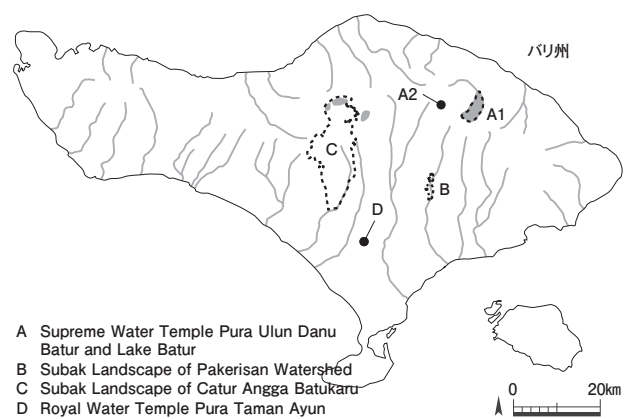 バリ州
A2
A1
C
B
D
A Supreme Water Temple Pura Ulun Danu
Batur and Lake Batur
B Subak Landscape of Pakerisan Watershed
C Subak Landscape of Catur Angga Batukaru
D Royal Water Temple Pura Taman Ayun
0 20km